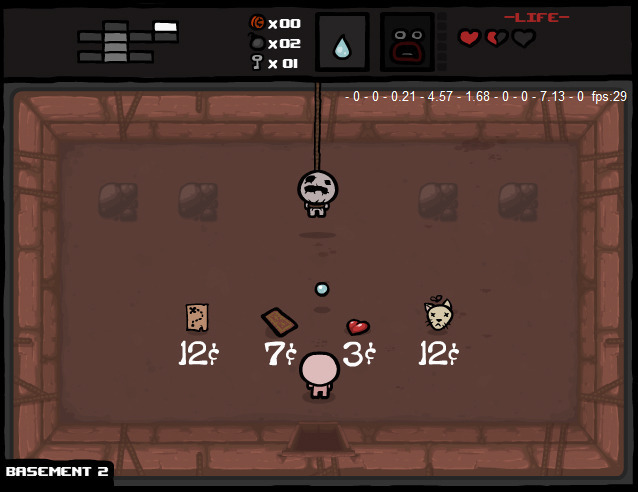 x00
x02
x 01
-LIFE-
- 0 - 0 - 0.21 - 4.57 - 1.68 - 0 - 0 - 7.13 - 0 fps:29
12¢ 7¢ 3¢ 12¢
BASEMENT 2